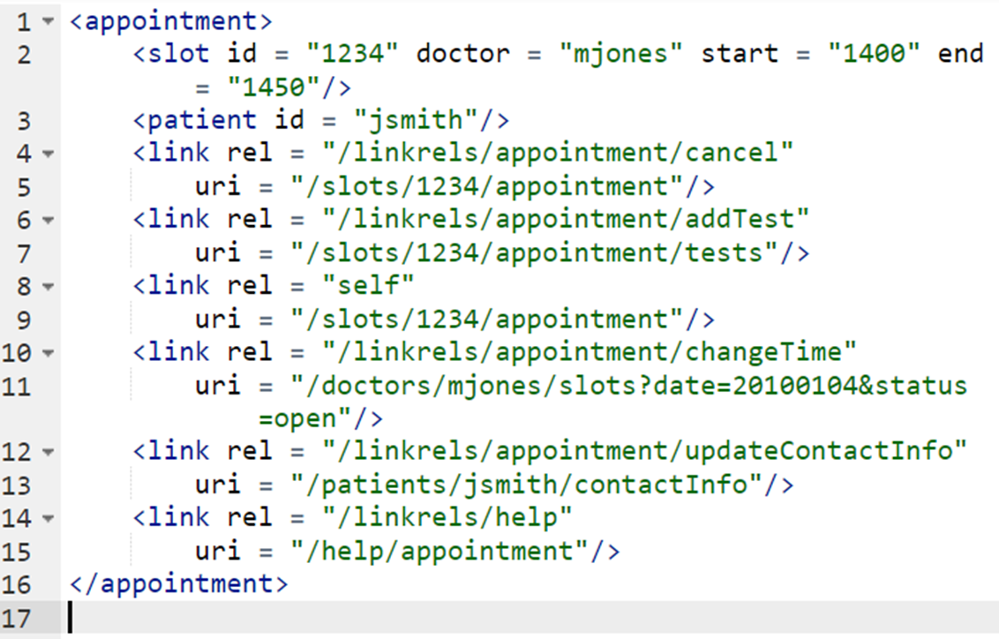 1 <appointment>
2 <slot id = "1234" doctor = "mjones" start = "1400" end
= "1450"/>
3 <patient id = "jsmith"/>
4 <link rel = "/linkrels/appointment/cancel"
5 uri = "/slots/1234/appointment"/>
6 <link rel = "/linkrels/appointment/addTest"
7 uri = "/slots/1234/appointment/tests"/>
8 <link rel = "self"
9 uri = "/slots/1234/appointment"/>
10 <link rel = "/linkrels/appointment/changeTime"
11 uri = "/doctors/mjones/slots?date=20100104&status
=open"/>
12 <link rel = "/linkrels/appointment/updateContactInfo"
13 uri = "/patients/jsmith/contactInfo"/>
14 <link rel = "/linkrels/help"
15 uri = "/help/appointment"/>
16 </appointment>
17